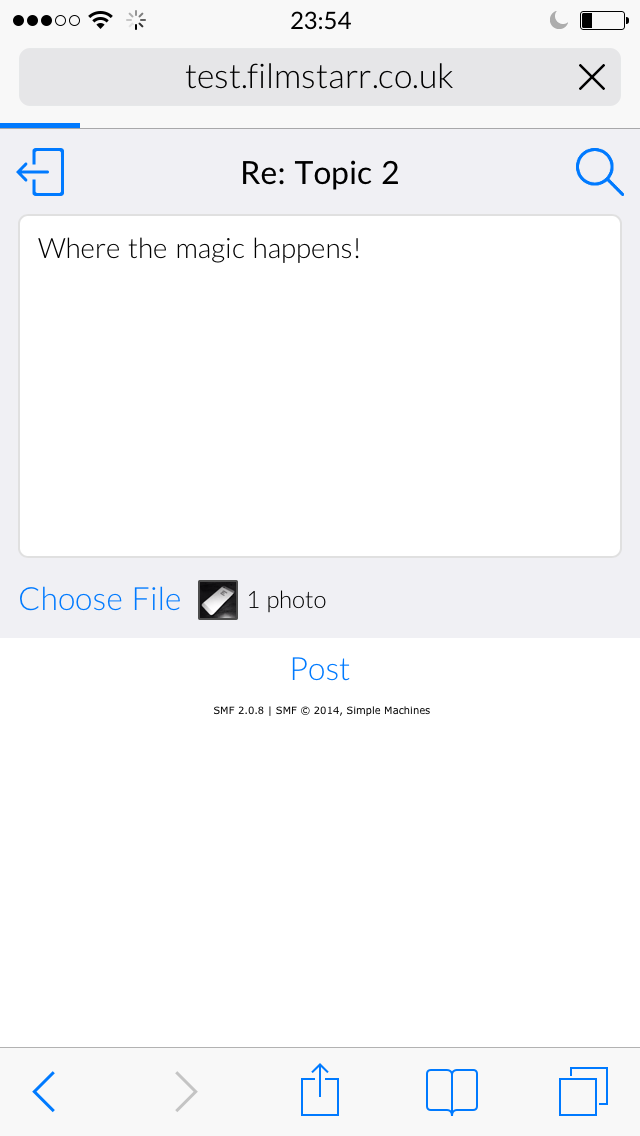 23:54
test.filmstarr.co.uk
Re: Topic 2
Where the magic happens!
Choose File 1 photo
Post
SMF 2.0.8 | SMF © 2014, Simple Machines